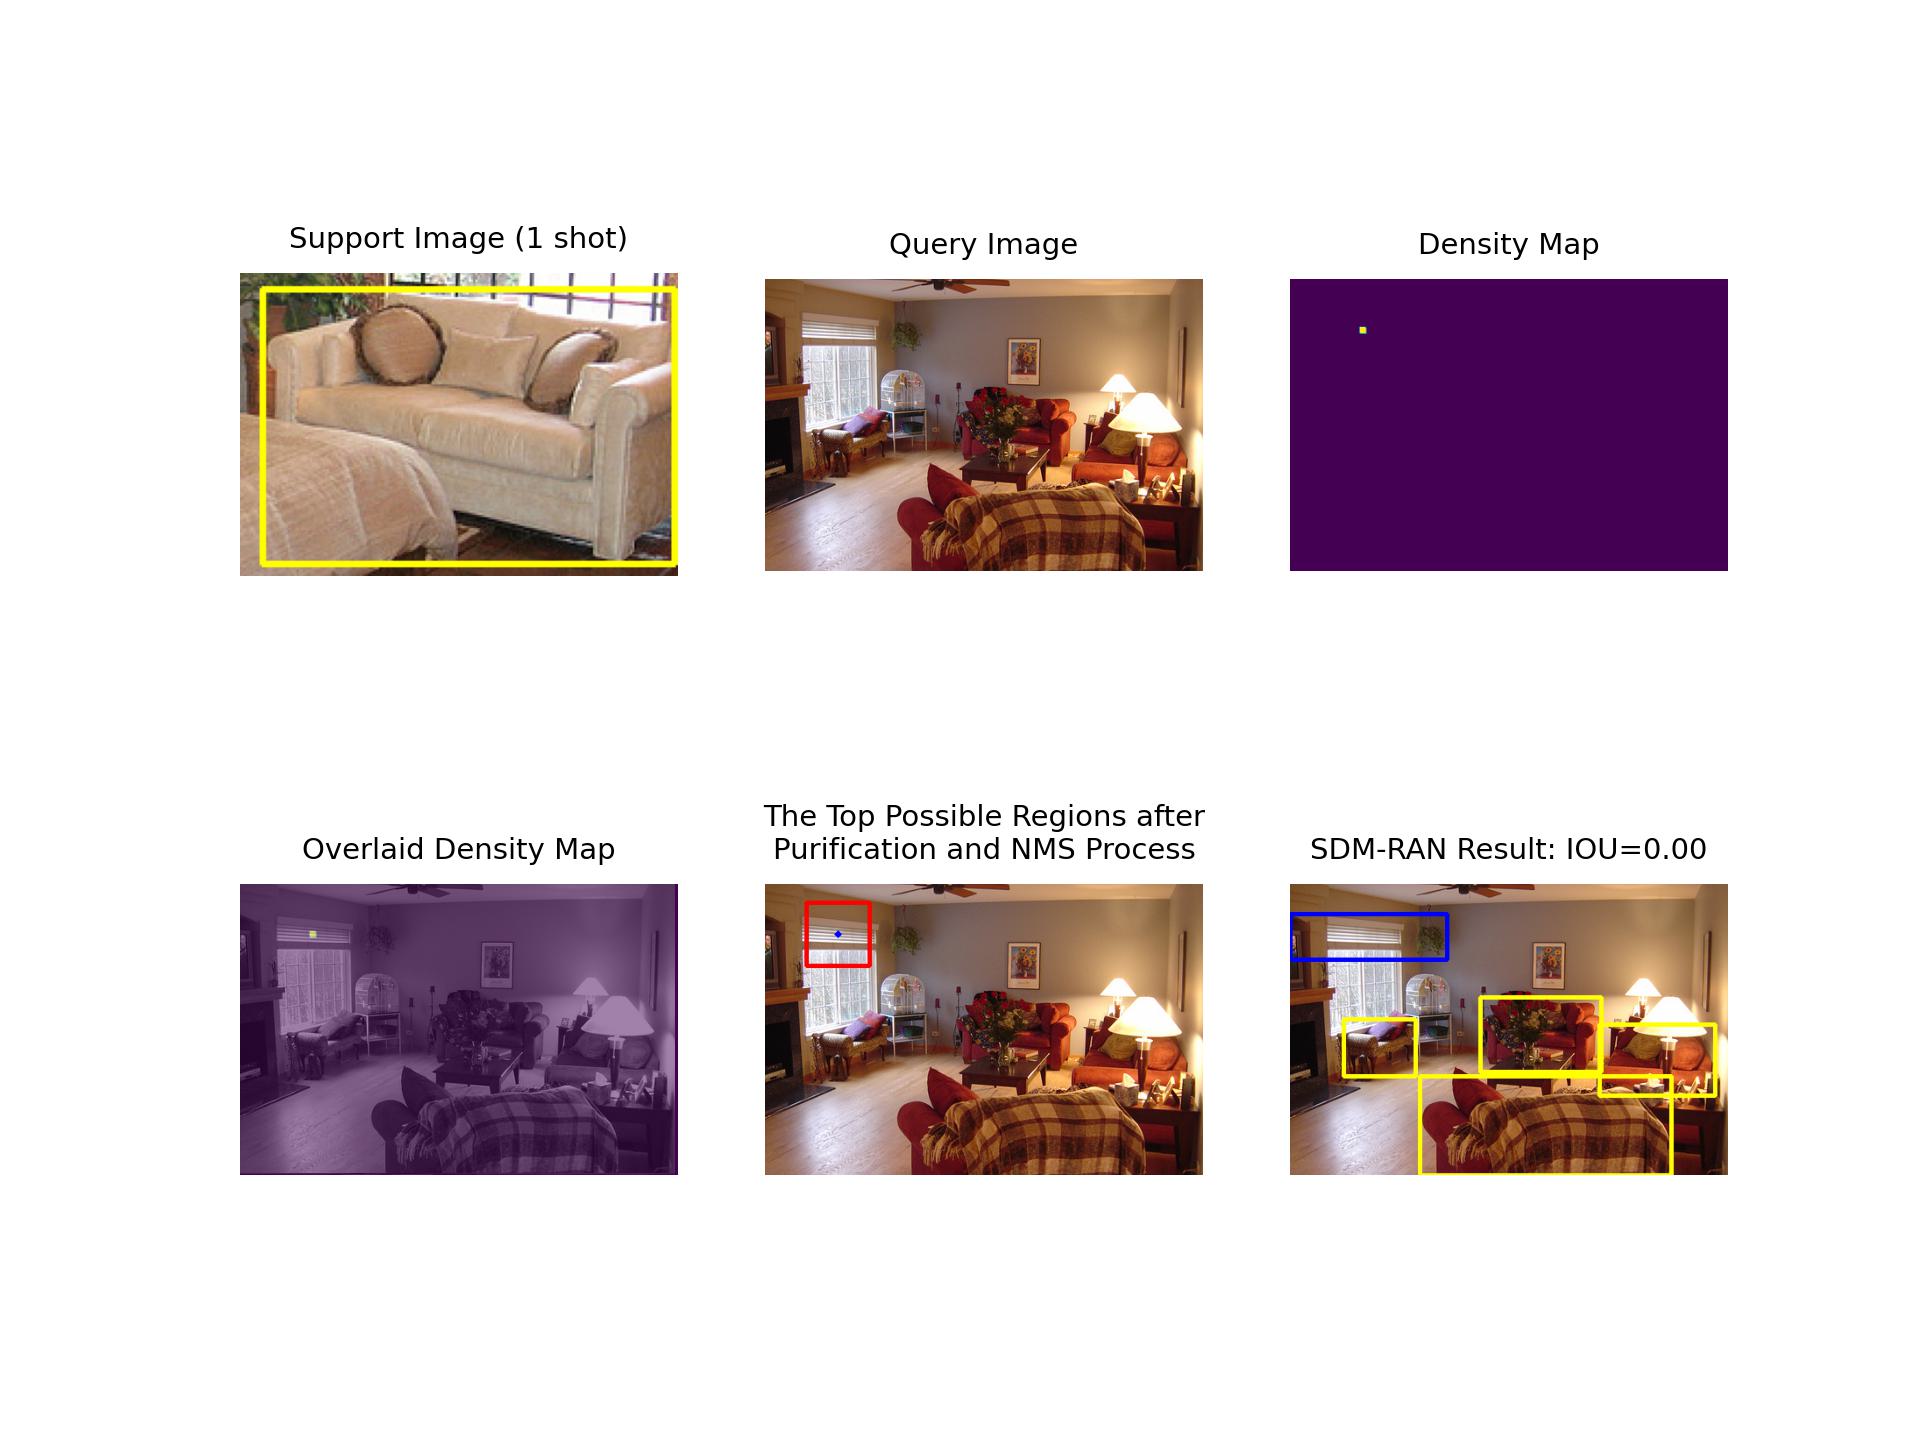 Support Image (1 shot)
Query Image
Density Map
Overlaid Density Map
The Top Possible Regions after
Purification and NMS Process
SDM-RAN Result: IOU=0.00